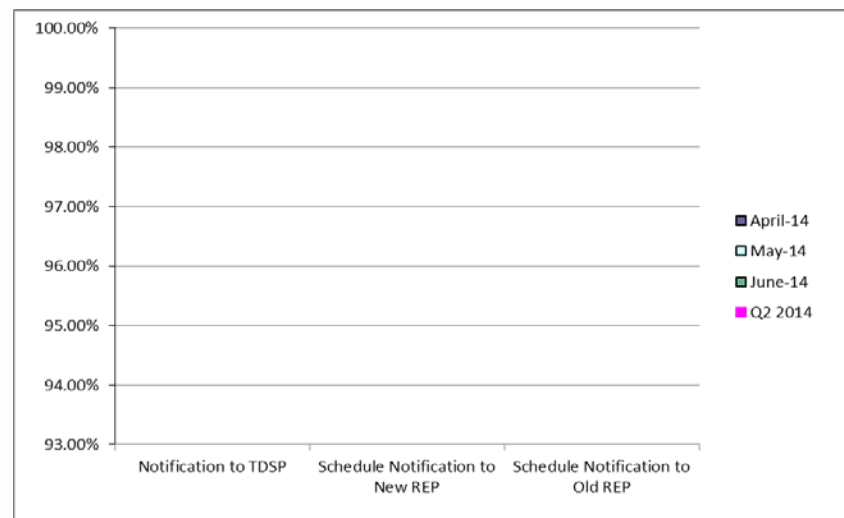 100.00%
99.00%
98.00%
97.00%
96.00%
95.00%
94.00%
93.00%
Notification to TDSP
Schedule Notification to
New REP
Schedule Notification to
Old REP
April-14
May-14
June-14
Q2 2014